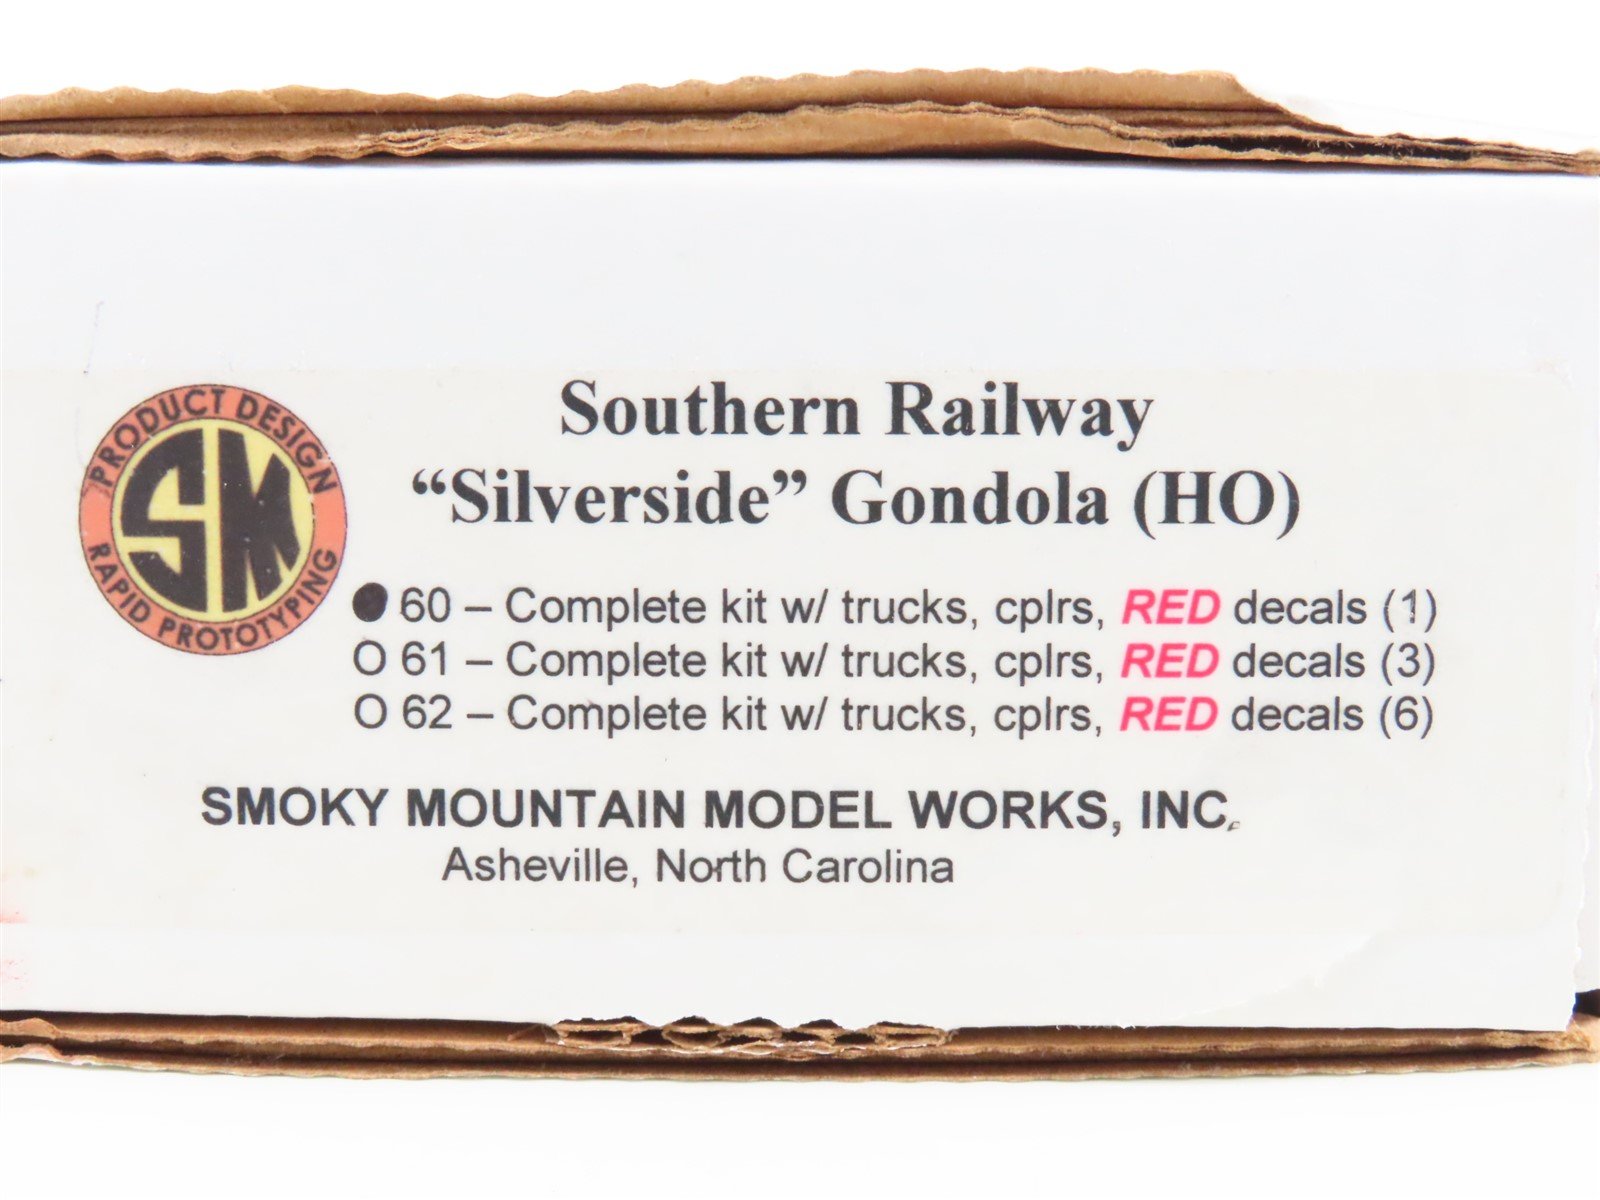 PRODUCT DESIGN
SM
RAPID PROTOTYPING
Southern Railway
“Silverside” Gondola (HO)
● 60 – Complete kit w/ trucks, cplrs, RED decals (1)
O 61 – Complete kit w/ trucks, cplrs, RED decals (3)
O 62 – Complete kit w/ trucks, cplrs, RED decals (6)
SMOKY MOUNTAIN MODEL WORKS, INC.
Asheville, North Carolina